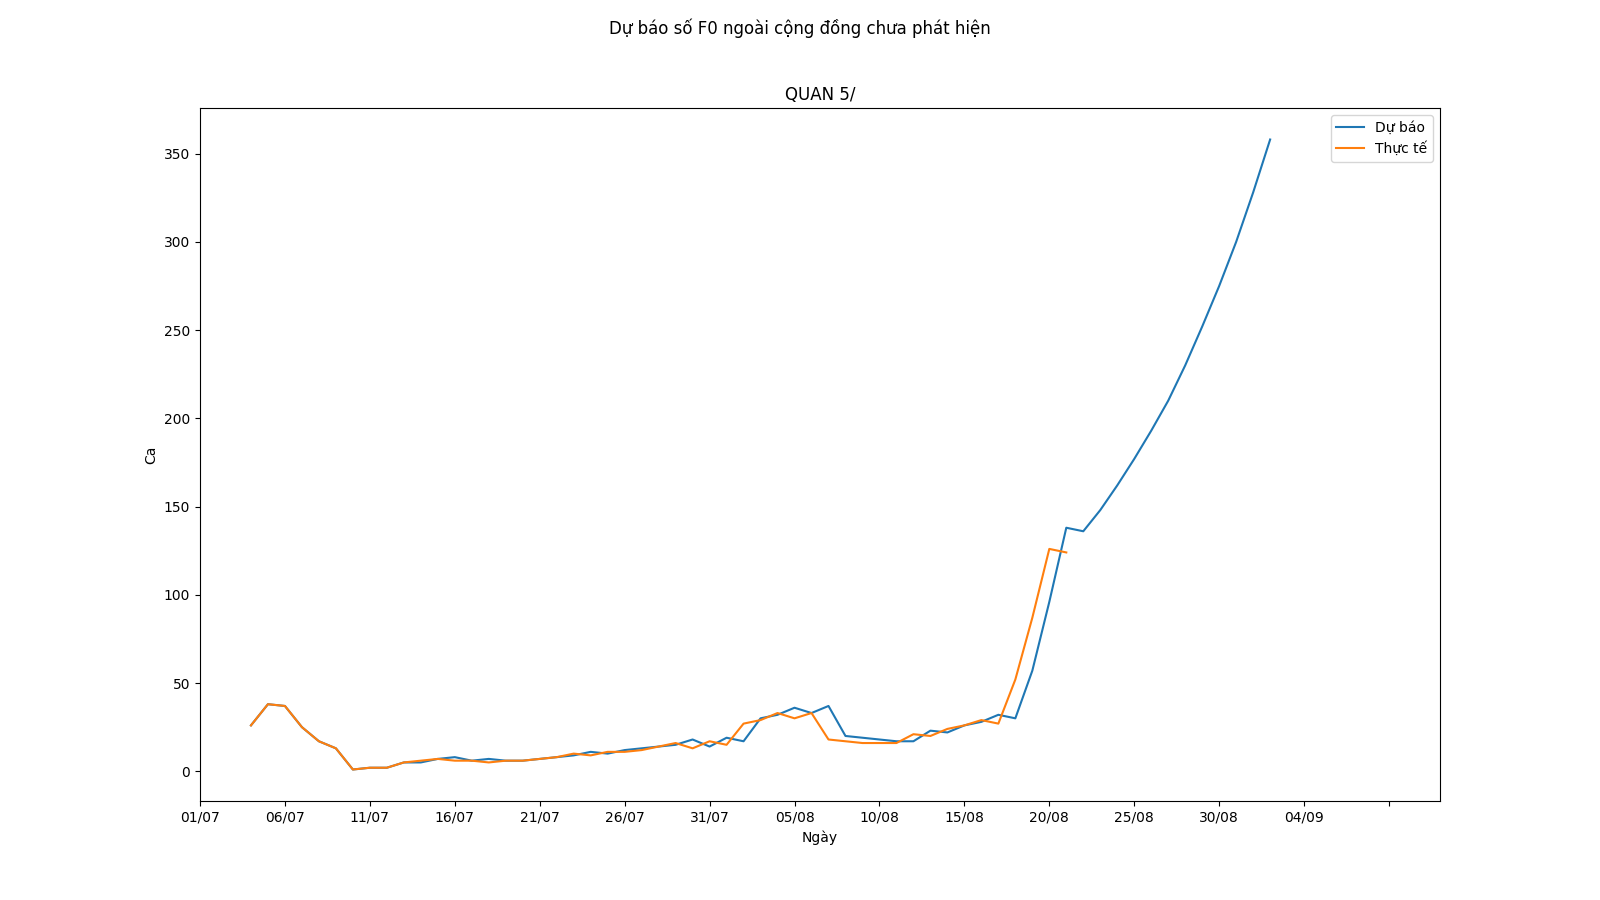 Dự báo số F0 ngoài cộng đồng chưa phát hiện
QUAN 5/
Dự báo
Thực tế
350
300
250
200
150
100
50
0
Ca
01/07 06/07 11/07 16/07 21/07 26/07 31/07 05/08 10/08 15/08 20/08 25/08 30/08 04/09
Ngày